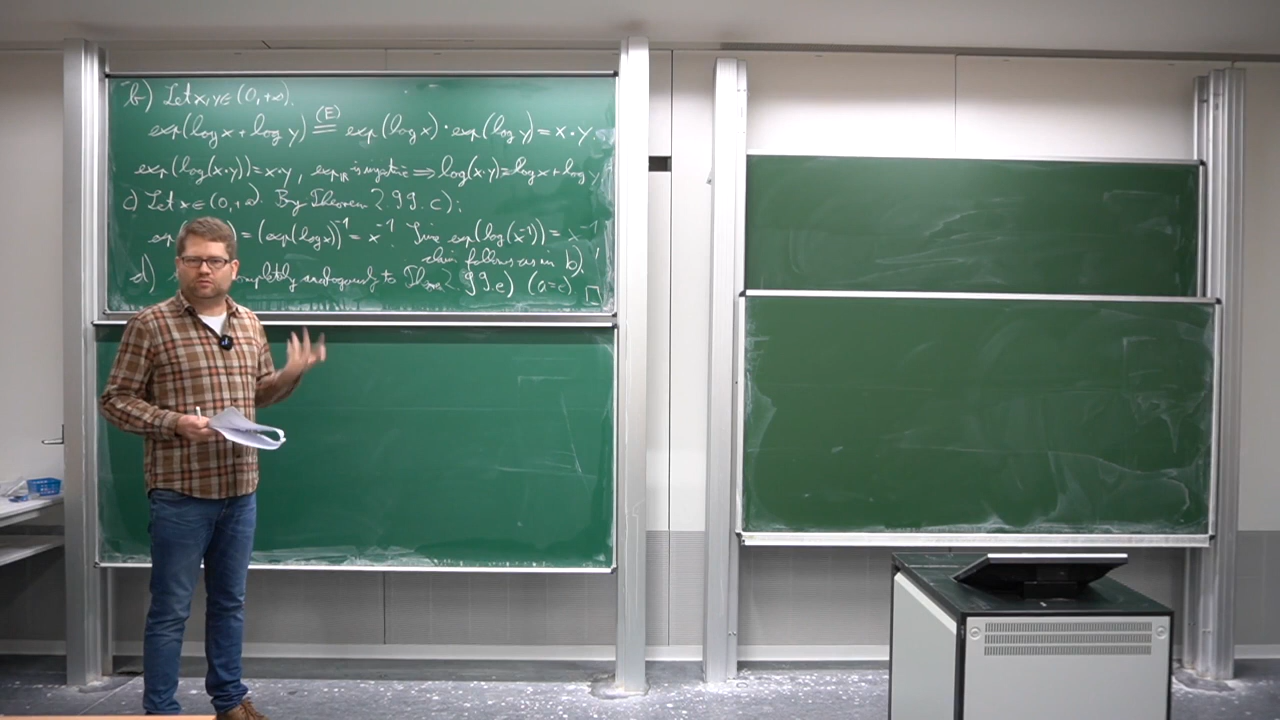 b) Let x,y∈(0,+∞).
exp(log x + log y) (E)= exp(log x)·exp(log y) = x·y.
exp(log(x·y)) = x·y, exp|ℝ is injective ⟹ log(x·y) = log x + log y
c) Let x∈(0,+∞). By Theorem 2.99.c):
exp = (exp(log x))⁻¹ = x⁻¹. Since exp(log(x⁻¹)) = x⁻¹,
claim follows as in b).
d) completely analogously to Thm 2.99.e) (a=e). □